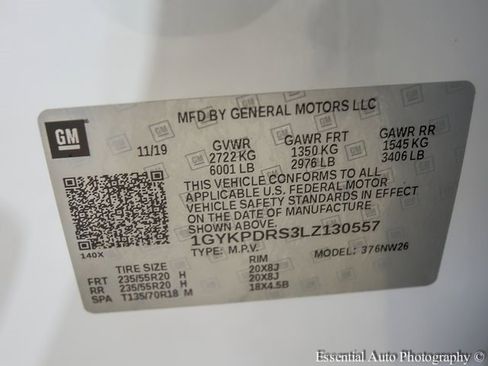 MFD BY GENERAL MOTORS LLC
GM
11/19 GVWR GAWR FRT GAWR RR
2722 KG 1350 KG 1545 KG
6001 LB 2976 LB 3406 LB
THIS VEHICLE CONFORMS TO ALL
APPLICABLE U.S. FEDERAL MOTOR
VEHICLE SAFETY STANDARDS IN EFFECT
ON THE DATE OF MANUFACTURE
SHOWN ABOVE.
1GYKPDRS3LZ130557
140X TYPE: M.P.V. MODEL: 376NW26
TIRE SIZE RIM
FRT 235/55R20 H 20X8J
RR 235/55R20 H 20X8J
SPA T135/70R18 M 18X4.5B
Essential Auto Photography ©